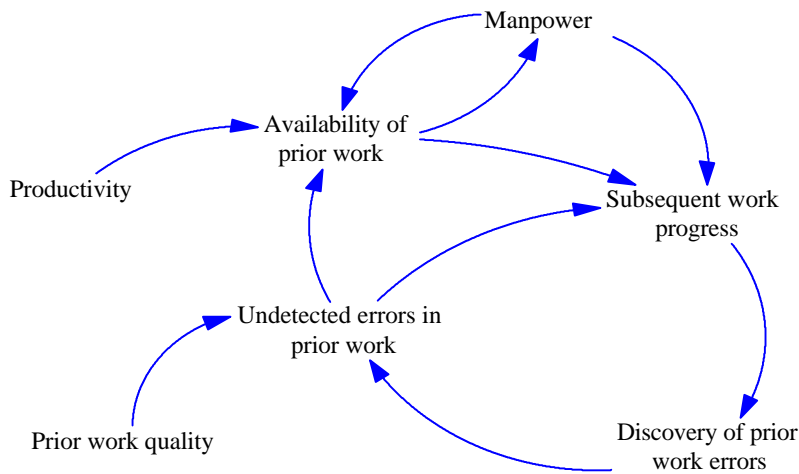 Manpower
Availability of
prior work
Productivity
Subsequent work
progress
Undetected errors in
prior work
Prior work quality
Discovery of prior
work errors